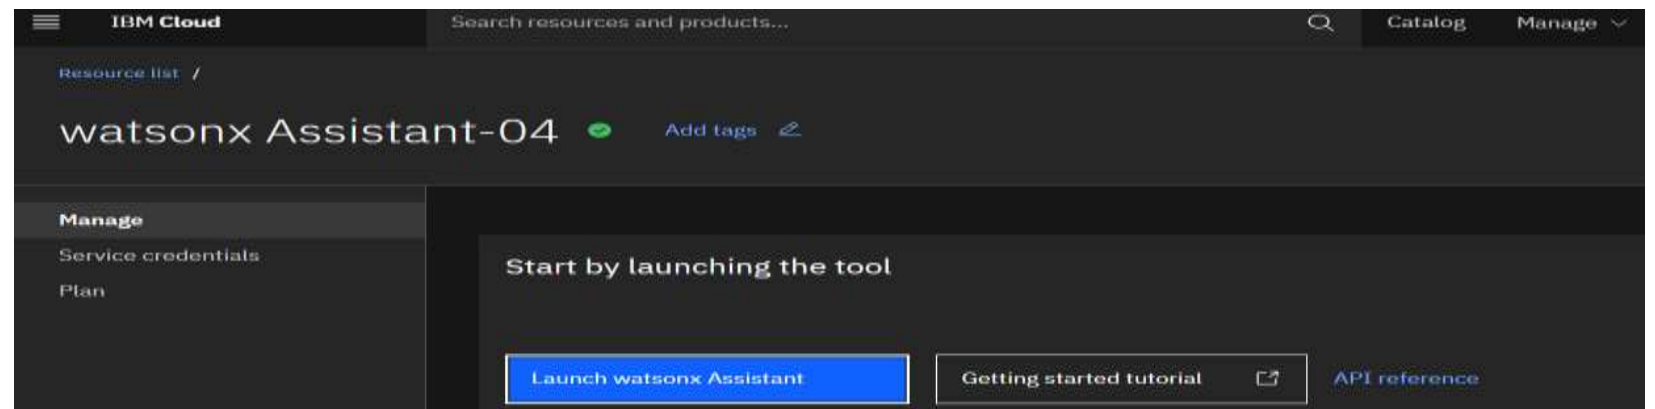 IBM Cloud Search resources and products... Catalog Manage
Resource list /
watsonx Assistant-04 Add tags
Manage
Service credentials
Plan
Start by launching the tool
Launch watsonx Assistant Getting started tutorial API reference